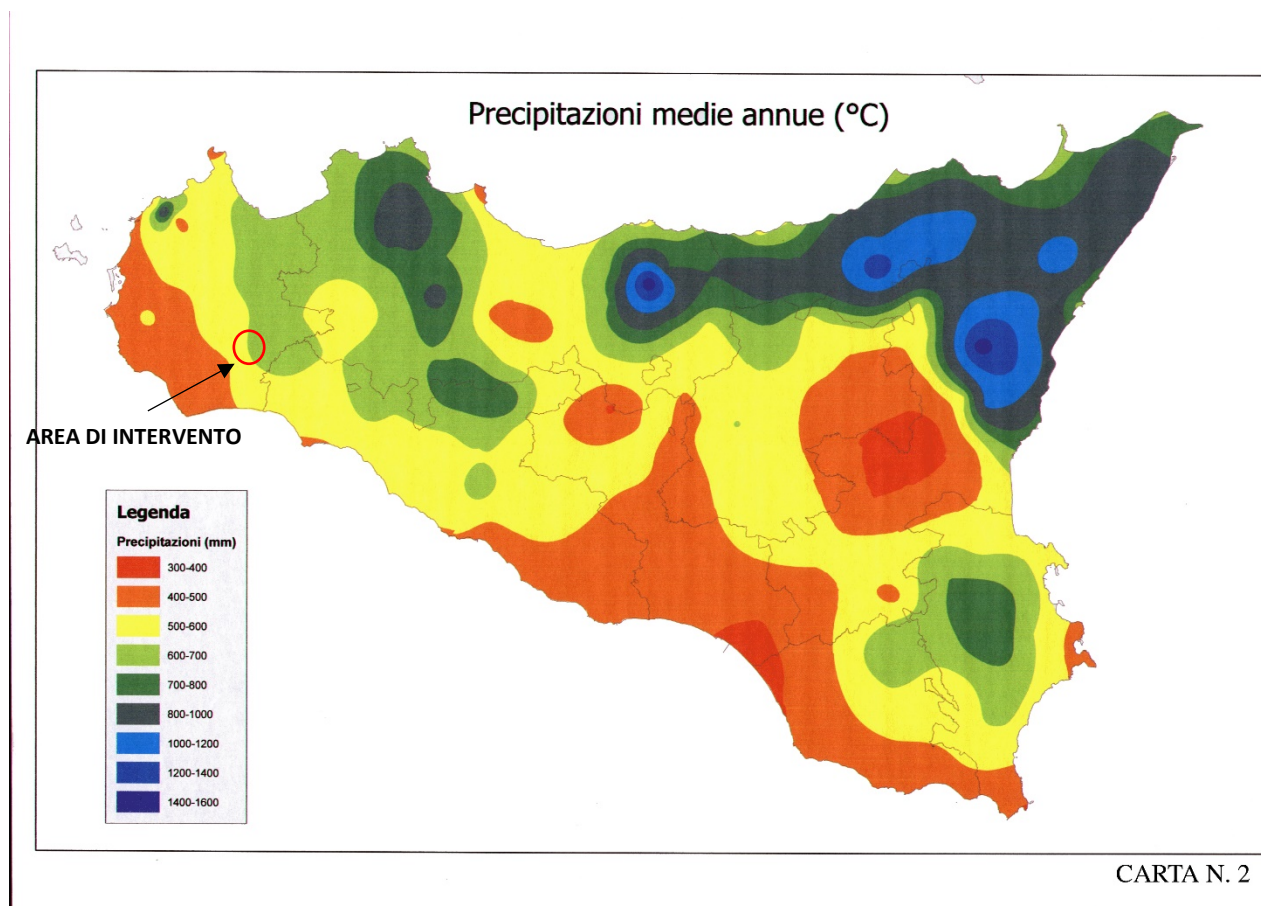 Precipitazioni medie annue (°C)
AREA DI INTERVENTO
Legenda
Precipitazioni (mm)
300-400
400-500
500-600
600-700
700-800
800-1000
1000-1200
1200-1400
1400-1600
CARTA N. 2